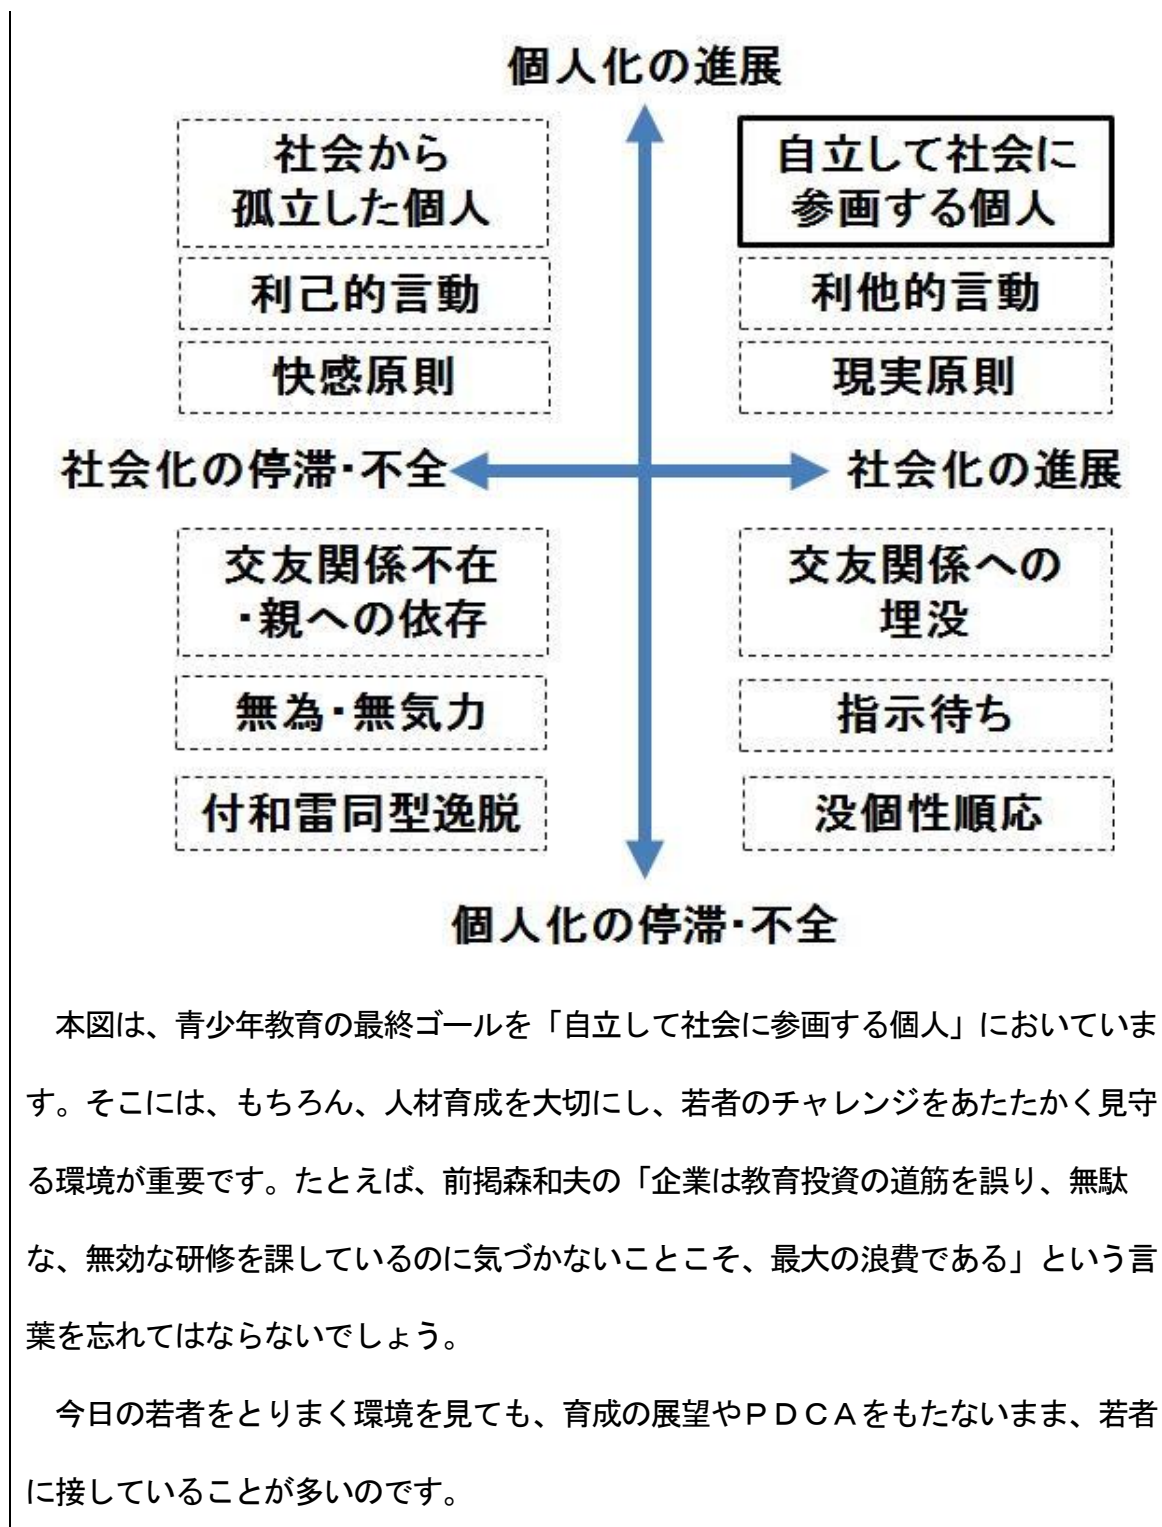 個人化の進展
社会から
孤立した個人
自立して社会に
参画する個人
利己的言動
利他的言動
快感原則
現実原則
社会化の停滞・不全
社会化の進展
交友関係不在
・親への依存
交友関係への
埋没
無為・無気力
指示待ち
付和雷同型逸脱
没個性順応
個人化の停滞・不全
本図は、青少年教育の最終ゴールを「自立して社会に参画する個人」においていま
す。そこには、もちろん、人材育成を大切にし、若者のチャレンジをあたたかく見守
る環境が重要です。たとえば、前掲森和夫の「企業は教育投資の道筋を誤り、無駄
な、無効な研修を課しているのに気づかないことこそ、最大の浪費である」という言
葉を忘れてはならないでしょう。
今日の若者をとりまく環境を見ても、育成の展望やＰＤＣＡをもたないまま、若者
に接していることが多いのです。